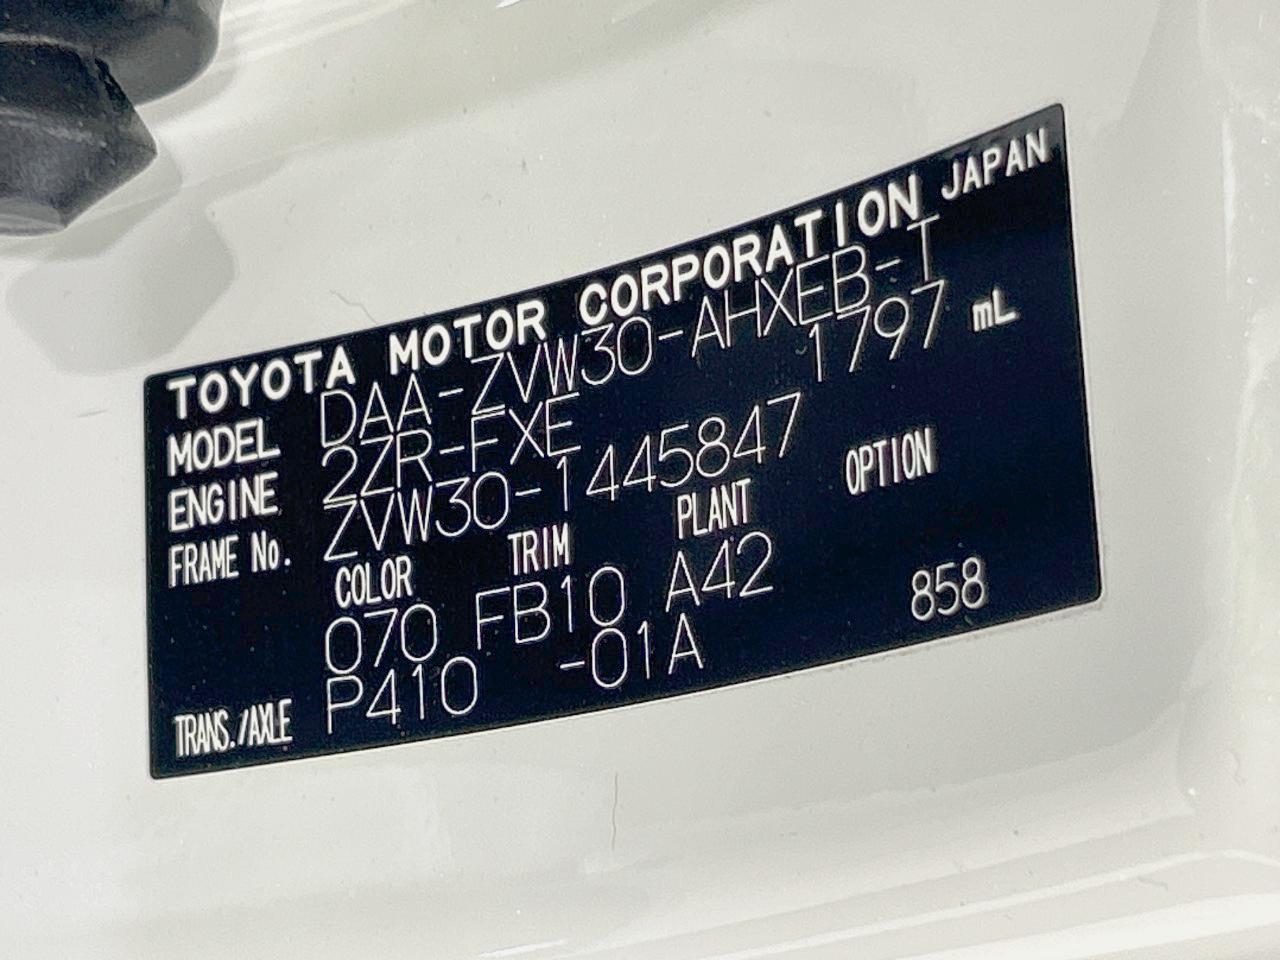 TOYOTA MOTOR CORPORATION JAPAN
MODEL DAA-ZVW30-AHXEB-T
ENGINE 2ZR-FXE 1797 mL
FRAME No. ZVW30-1445847
COLOR TRIM PLANT OPTION
070 FB10 A42
TRANS./AXLE P410 -01A 858